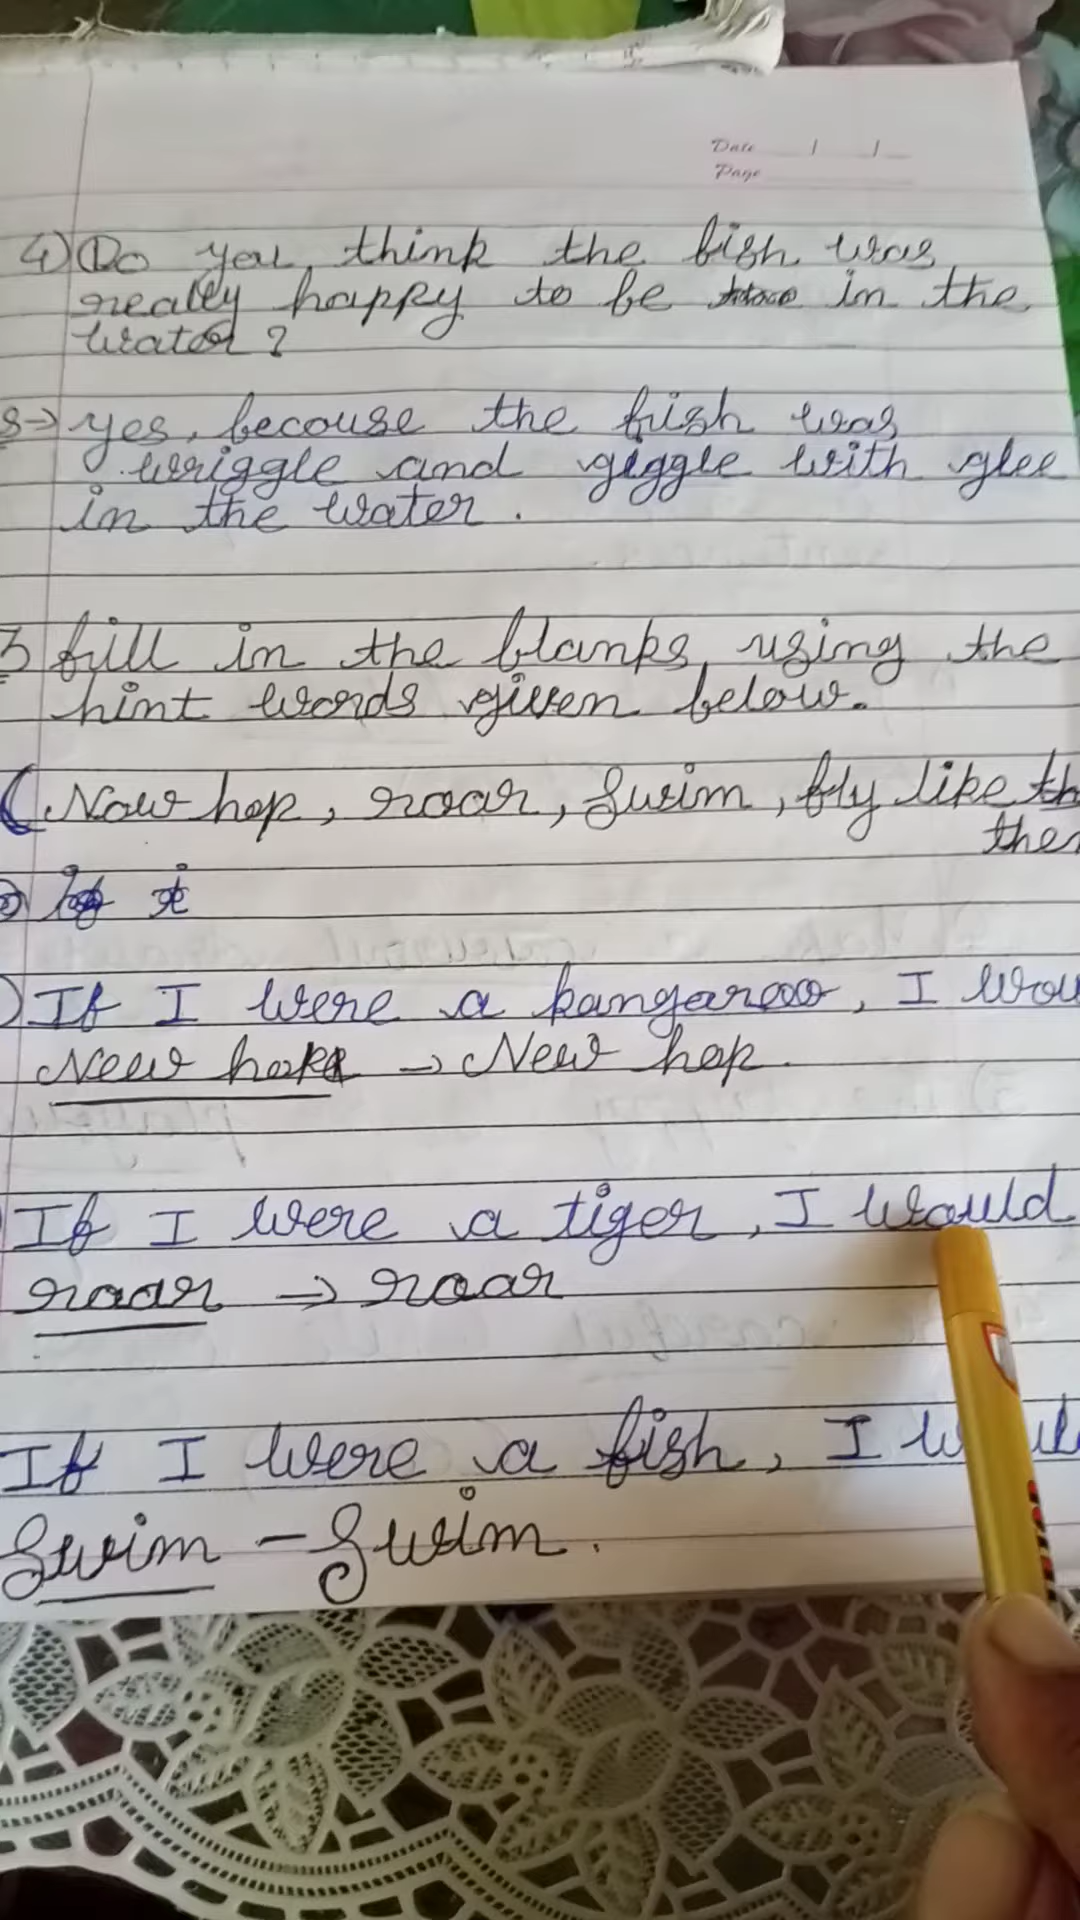 Date / /
Page
4) Do you think the fish was
really happy to be in the
water?
s→ yes, becouse the fish was
wriggle and giggle with glee
in the water.
3 fill in the blanks, using the
hint words given below.
(Now hop, roar, Swim, fly like th
then
If I were a kangaroo, I wou
New hop → New hop.
If I were a tiger, I would
roar → roar
If I were a fish, I would
Swim - Swim.